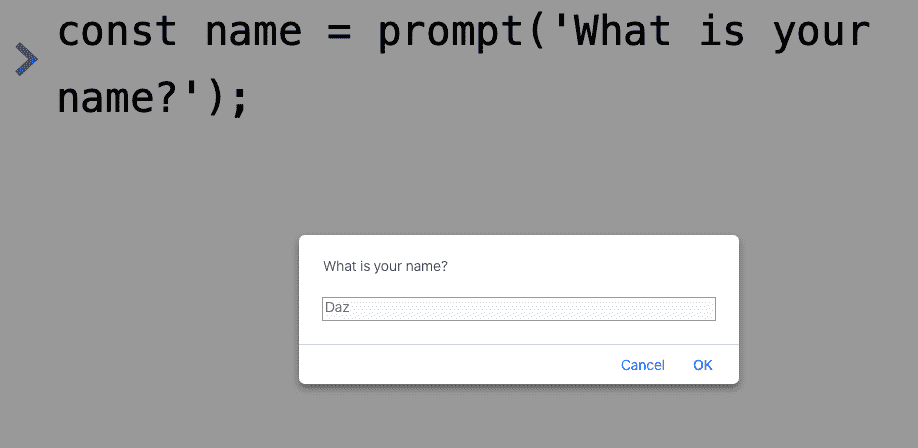 const name = prompt('What is your
name?');
What is your name?
Daz
Cancel OK